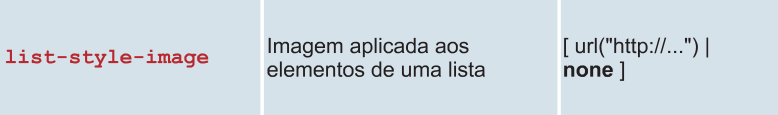 list-style-image
Imagem aplicada aos
elementos de uma lista
[ url("http://...") |
none ]